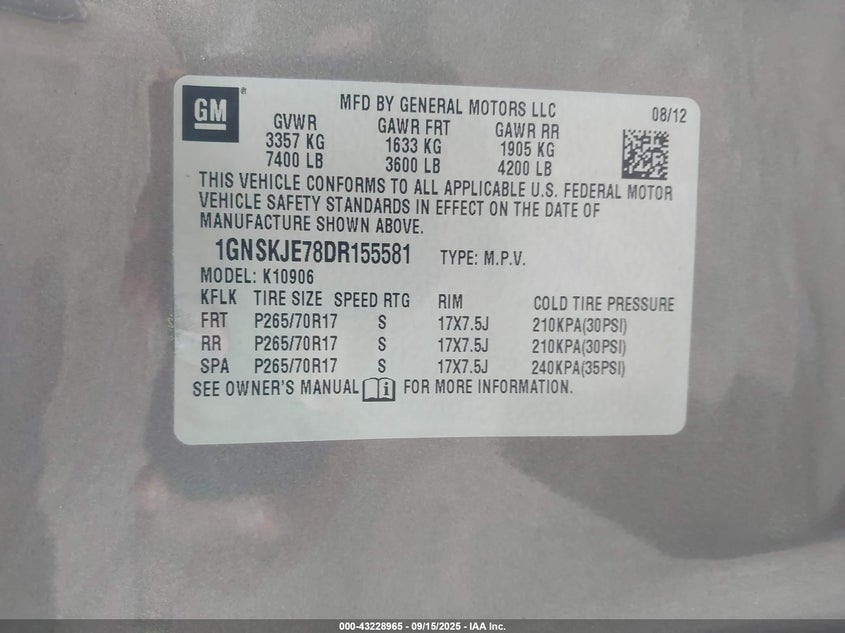 GM
MFD BY GENERAL MOTORS LLC
08/12
GVWR GAWR FRT GAWR RR
3357 KG 1633 KG 1905 KG
7400 LB 3600 LB 4200 LB
THIS VEHICLE CONFORMS TO ALL APPLICABLE U.S. FEDERAL MOTOR
VEHICLE SAFETY STANDARDS IN EFFECT ON THE DATE OF
MANUFACTURE SHOWN ABOVE.
1GNSKJE78DR155581 TYPE: M.P.V.
MODEL: K10906
KFLK TIRE SIZE SPEED RTG RIM COLD TIRE PRESSURE
FRT P265/70R17 S 17X7.5J 210KPA(30PSI)
RR P265/70R17 S 17X7.5J 210KPA(30PSI)
SPA P265/70R17 S 17X7.5J 240KPA(35PSI)
SEE OWNER'S MANUAL i FOR MORE INFORMATION.
000-43228965 - 09/15/2025 - IAA Inc.